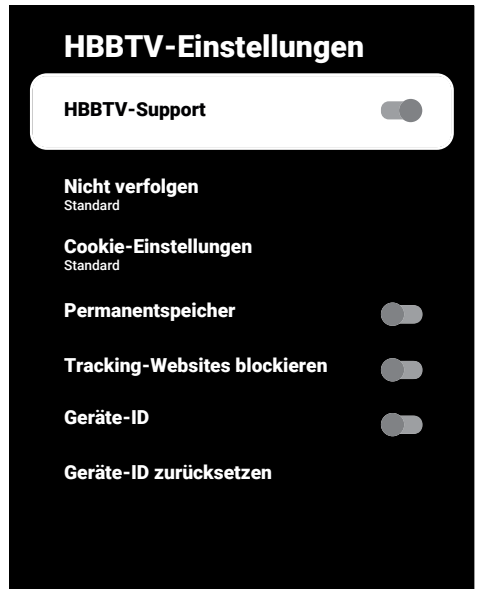 HBBTV-Einstellungen
HBBTV-Support
Nicht verfolgen
Standard
Cookie-Einstellungen
Standard
Permanentspeicher
Tracking-Websites blockieren
Geräte-ID
Geräte-ID zurücksetzen